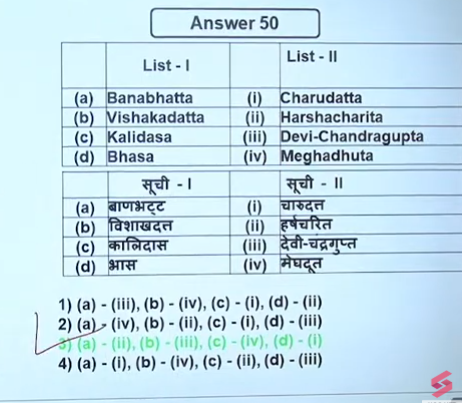 Answer 50
List - I List - II
(a) Banabhatta (i) Charudatta
(b) Vishakadatta (ii) Harshacharita
(c) Kalidasa (iii) Devi-Chandragupta
(d) Bhasa (iv) Meghadhuta
सूची - I सूची - II
(a) बाणभट्ट (i) चारुदत्त
(b) विशाखदत्त (ii) हर्षचरित
(c) कालिदास (iii) देवी-चंद्रगुप्त
(d) भास (iv) मेघदूत
1) (a) - (iii), (b) - (iv), (c) - (i), (d) - (ii)
2) (a) - (iv), (b) - (ii), (c) - (i), (d) - (iii)
3) (a) - (ii), (b) - (iii), (c) - (iv), (d) - (i)
4) (a) - (i), (b) - (iv), (c) - (ii), (d) - (iii)